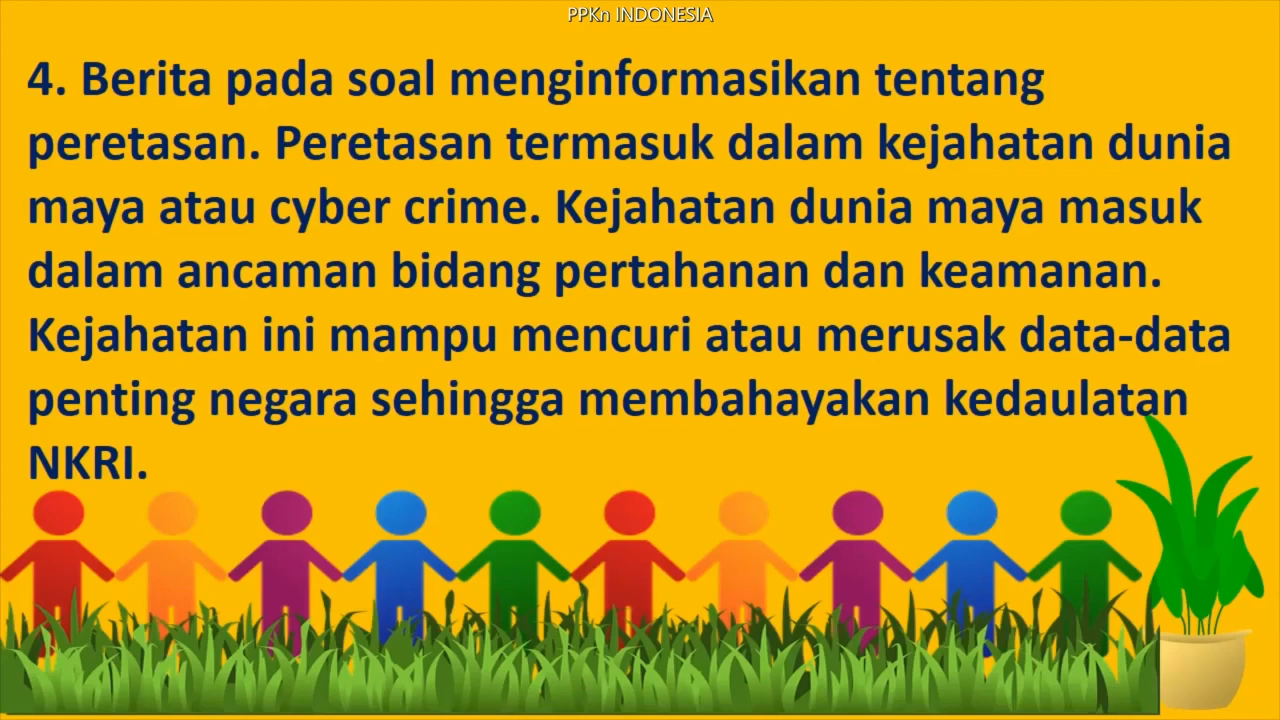 PPKn INDONESIA
4. Berita pada soal menginformasikan tentang
peretasan. Peretasan termasuk dalam kejahatan dunia
maya atau cyber crime. Kejahatan dunia maya masuk
dalam ancaman bidang pertahanan dan keamanan.
Kejahatan ini mampu mencuri atau merusak data-data
penting negara sehingga membahayakan kedaulatan
NKRI.